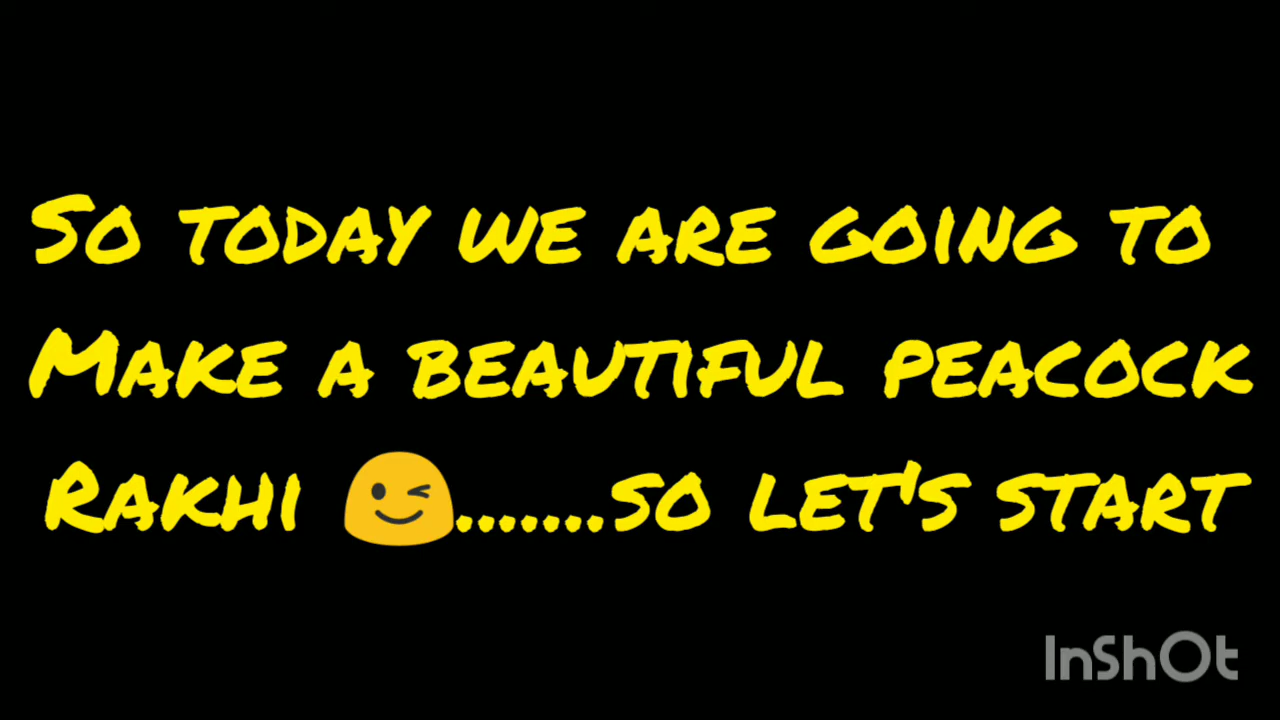 So today we are going to
Make a beautiful peacock
Rakhi 😉.......so let's start
InShOt